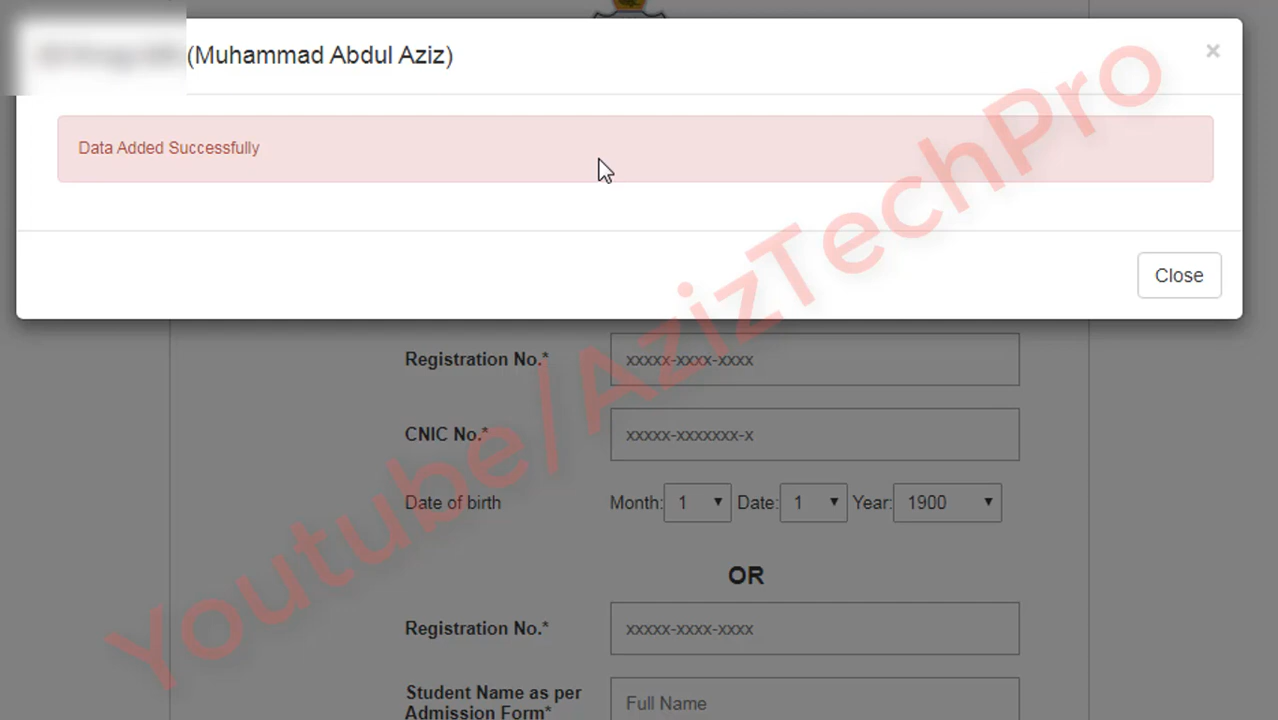 (Muhammad Abdul Aziz)
×
Data Added Successfully
Close
Registration No.* xxxxx-xxxx-xxxx
CNIC No.* xxxxx-xxxxxxx-x
Date of birth Month: 1 Date: 1 Year: 1900
OR
Registration No.* xxxxx-xxxx-xxxx
Student Name as per
Admission Form* Full Name
Youtube/AzizTechPro